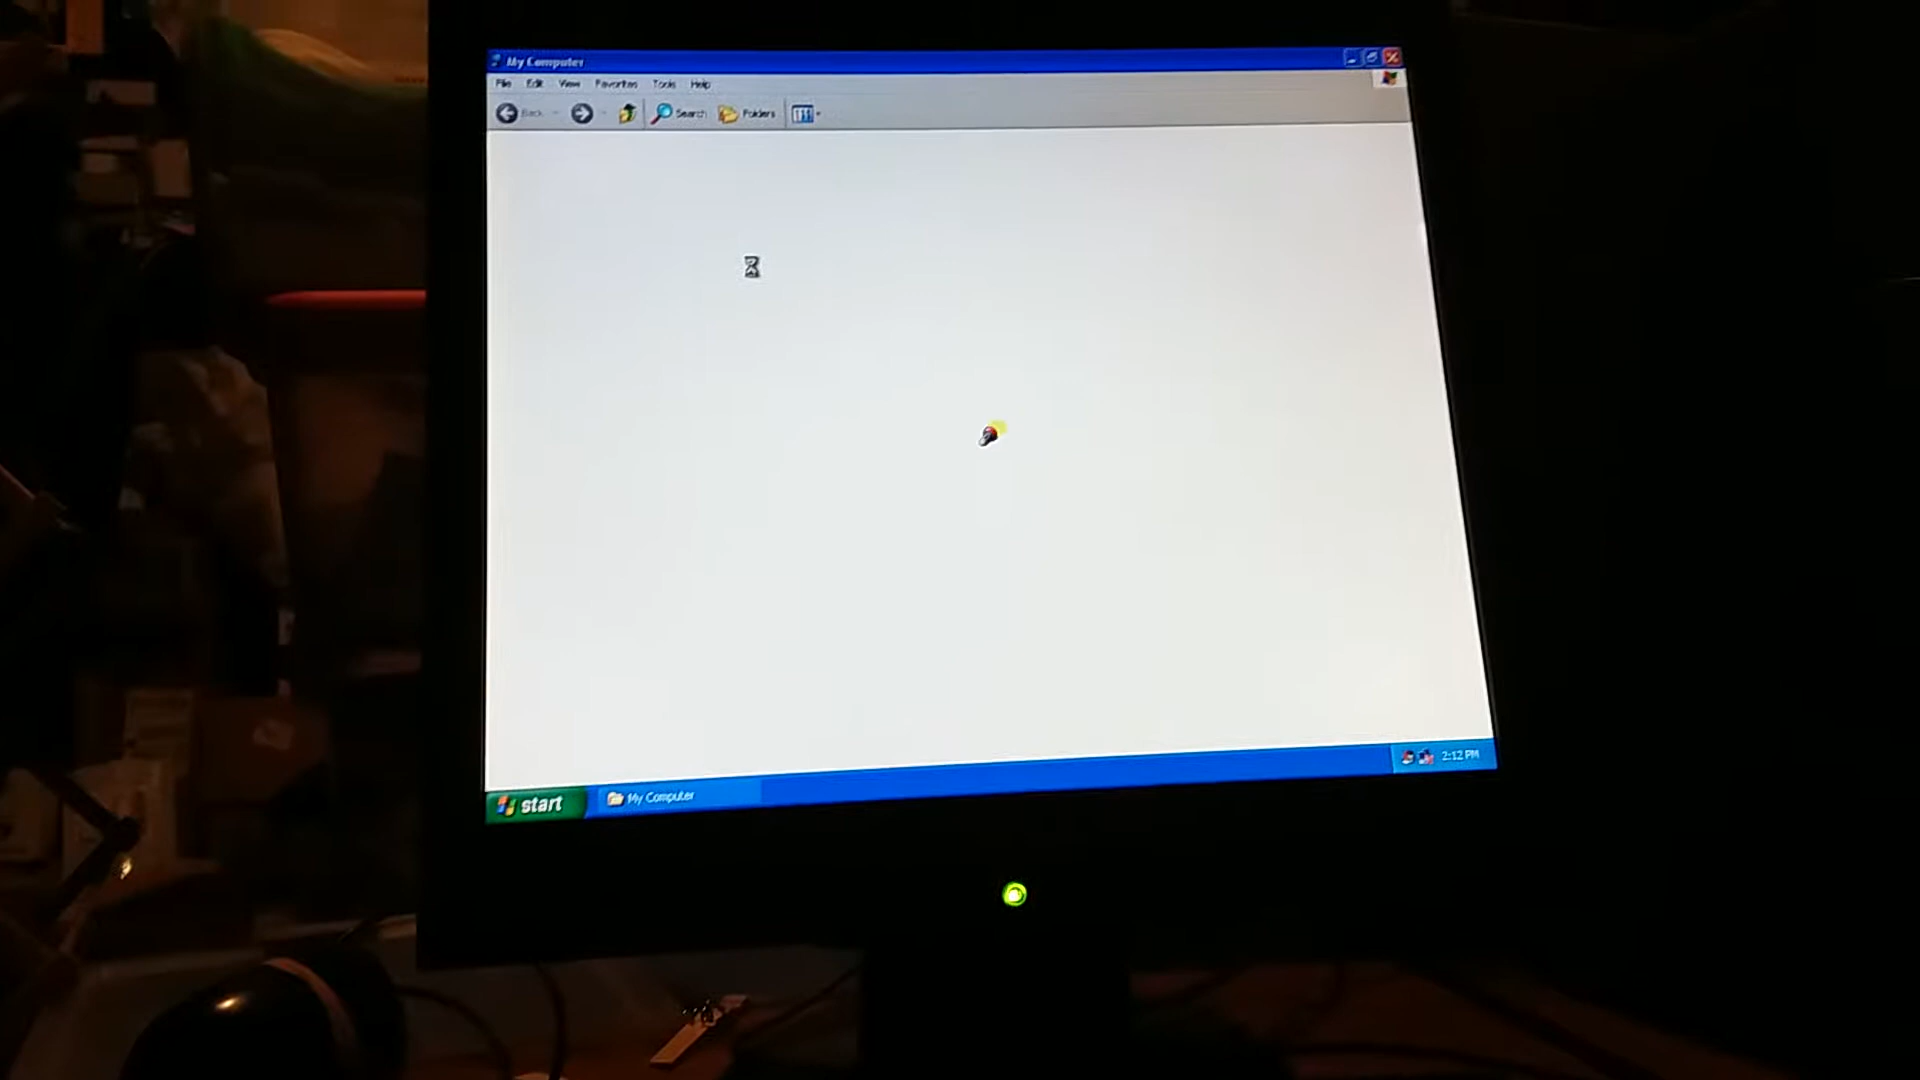 My Computer
File Edit View Favorites Tools Help
Back Search Folders
start My Computer 2:12 PM